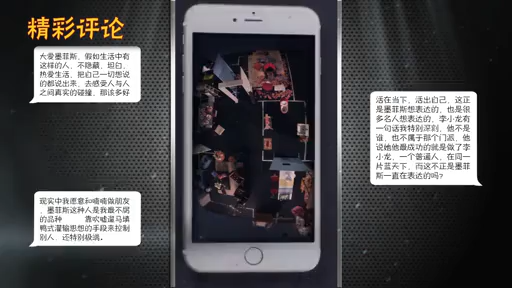 精彩评论
大爱墨菲斯，假如生活中有
这样的人，不隐藏，坦白，
热爱生活，把自己一切想说
的都说出来，去感受人与人
之间真实的碰撞，那该多好
活在当下，活出自己，这正
是墨菲斯想表达的，也是很
多名人想表达的，李小龙有
一句话我特别深刻，他不是
谁，也不属于那个门派，他
说她他最成功的就是做了李
小龙，一个普通人，在同一
片蓝天下，而这不正是墨菲
斯一直在表达的吗？
现实中我愿意和喃喃做朋友
，墨菲斯这种人是我最不屑
的品种 靠吹嘘灌马填
鸭式灌输思想的手段来控制
别人，还特别极端。